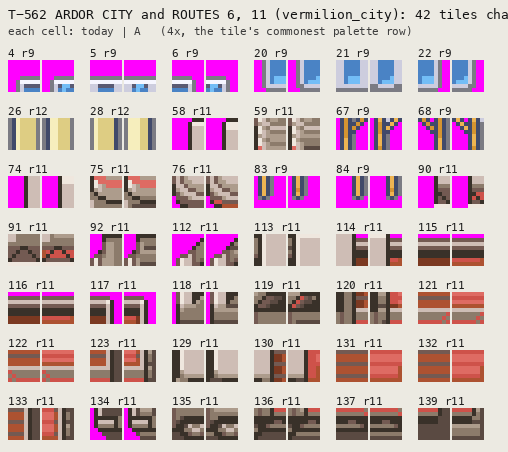 T−562 ARDOR CITY and ROUTES 6, 11 (vermilion_city): 42 tiles cha
each cell: today | A   (4x, the tile's commonest palette row)
4 r9 5 r9 6 r9 20 r9 21 r9 22 r9
26 r12 28 r12 58 r11 59 r11 67 r9 68 r9
74 r11 75 r11 76 r11 83 r9 84 r9 90 r11
91 r11 92 r11 112 r11 113 r11 114 r11 115 r11
116 r11 117 r11 118 r11 119 r11 120 r11 121 r11
122 r11 123 r11 129 r11 130 r11 131 r11 132 r11
133 r11 134 r11 135 r11 136 r11 137 r11 139 r11